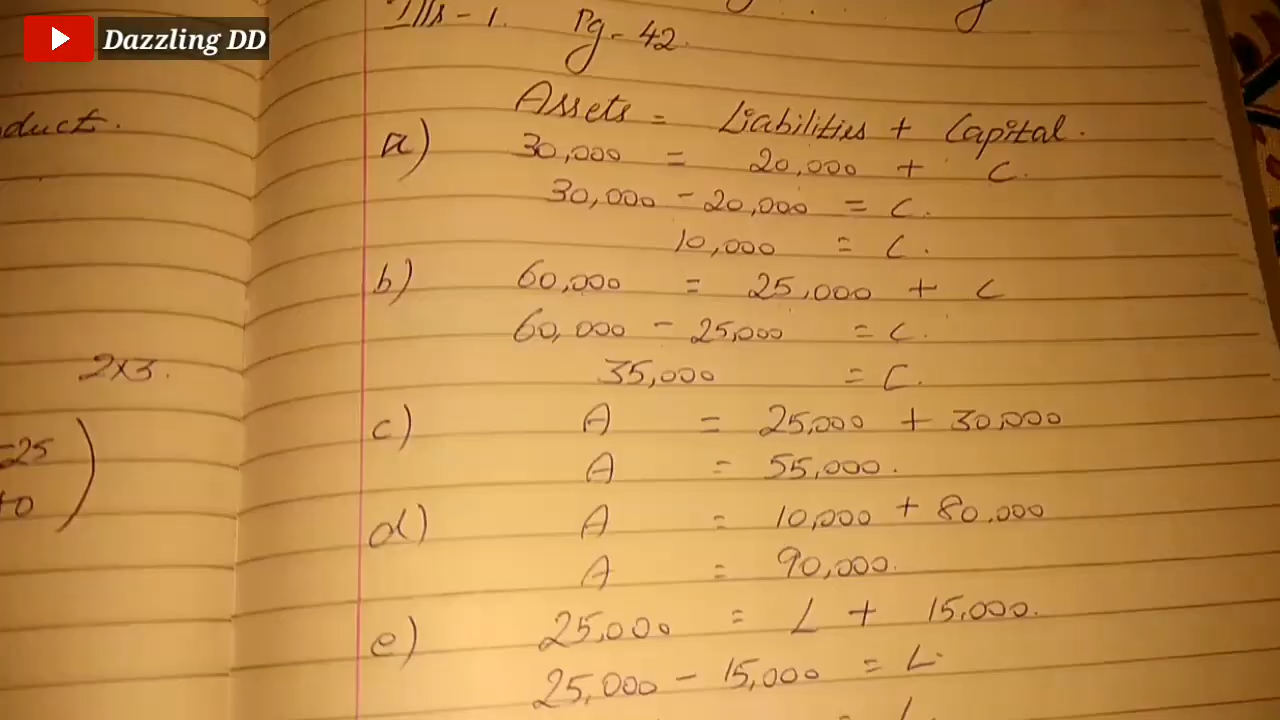 Dazzling DD
Ills - 1. Pg - 42.
duct.
Assets = Liabilities + Capital.
a) 30,000 = 20,000 + C.
30,000 - 20,000 = C.
10,000 = C.
b) 60,000 = 25,000 + C
60,000 - 25,000 = C.
35,000 = C.
2x3.
c) A = 25,000 + 30,000
A = 55,000.
-25
d) A = 10,000 + 80,000
A = 90,000.
e) 25,000 = L + 15,000.
25,000 - 15,000 = L.